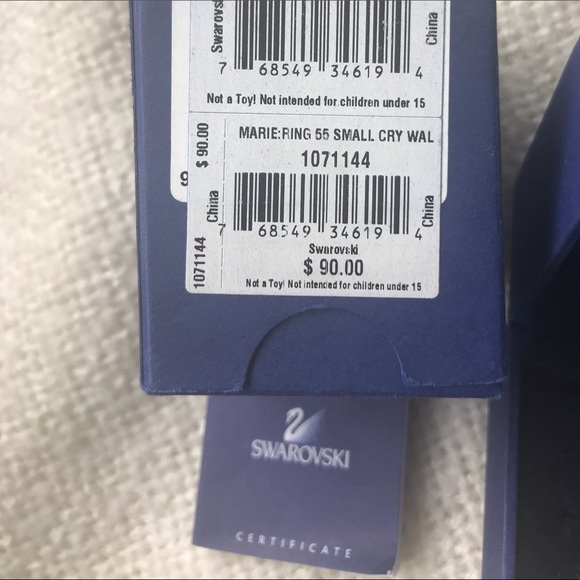 Swarovski
China
7 68549 34619 4
Not a Toy! Not intended for children under 15
$ 90.00
MARIE:RING 55 SMALL CRY WAL
1071144
China
9
1071144
7 68549 34619 4
China
Swarovski
$ 90.00
Not a Toy! Not intended for children under 15
SWAROVSKI
CERTIFICATE